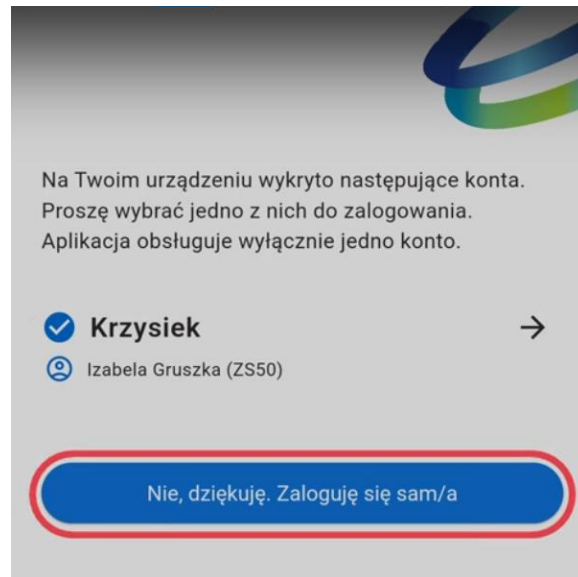 Na Twoim urządzeniu wykryto następujące konta.
Proszę wybrać jedno z nich do zalogowania.
Aplikacja obsługuje wyłącznie jedno konto.
Krzysiek
Izabela Gruszka (ZS50)
Nie, dziękuję. Zaloguję się sam/a